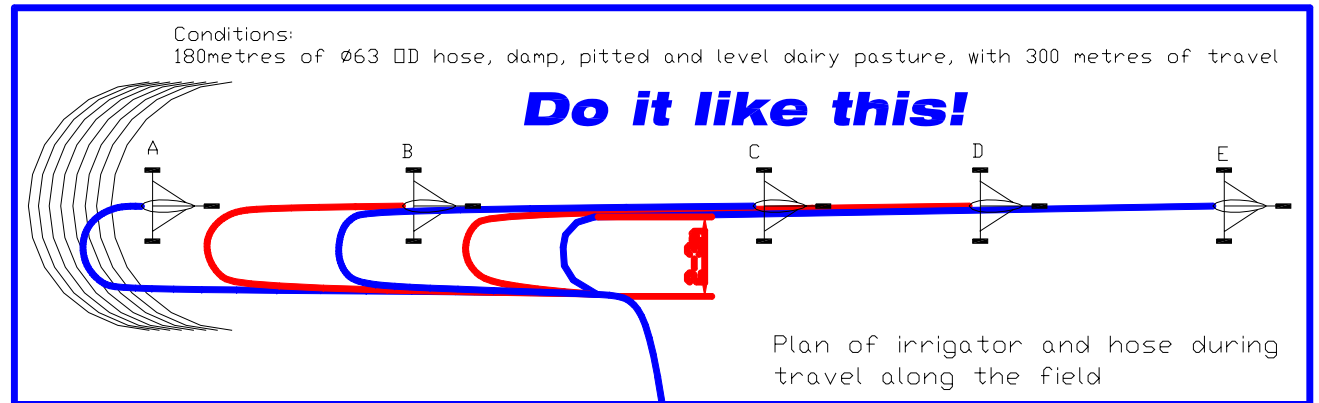 Conditions:
180metres of Ø63 □D hose, damp, pitted and level dairy pasture, with 300 metres of travel
Do it like this!
A
B
C
D
E
Plan of irrigator and hose during
travel along the field